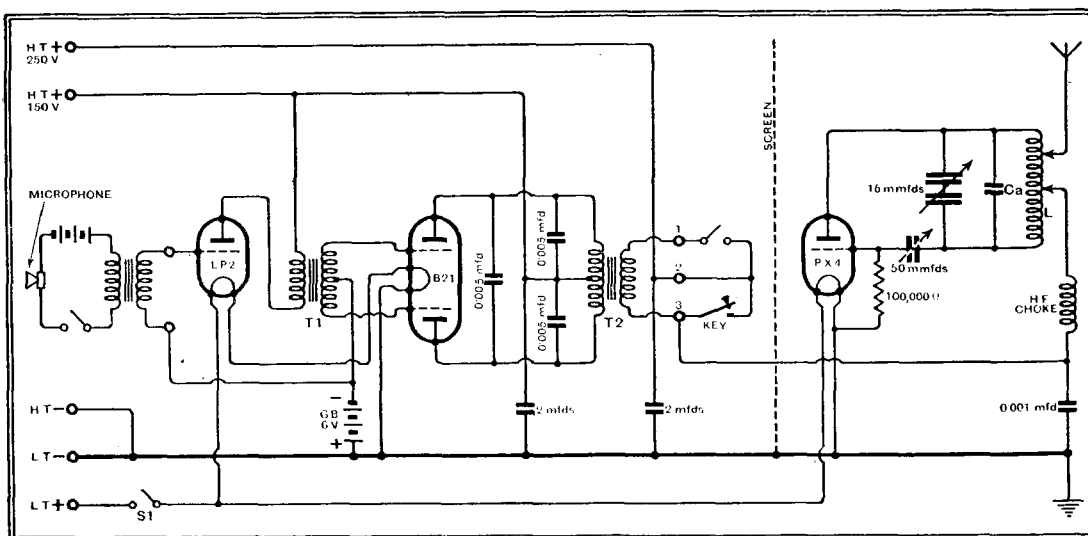 HT+
250 V
HT+
150 V
MICROPHONE
LP2
T1
B21
0·005 mfd
0·005 mfd
0·005 mfd
T2
1
2
3
KEY
SCREEN
PX4
15 mmfds
Ca
L
50 mmfds
100,000 Ω
H.F
CHOKE
HT-
GB
6V
-
+
2 mfds
2 mfds
0·001 mfd
LT-
LT+
S1